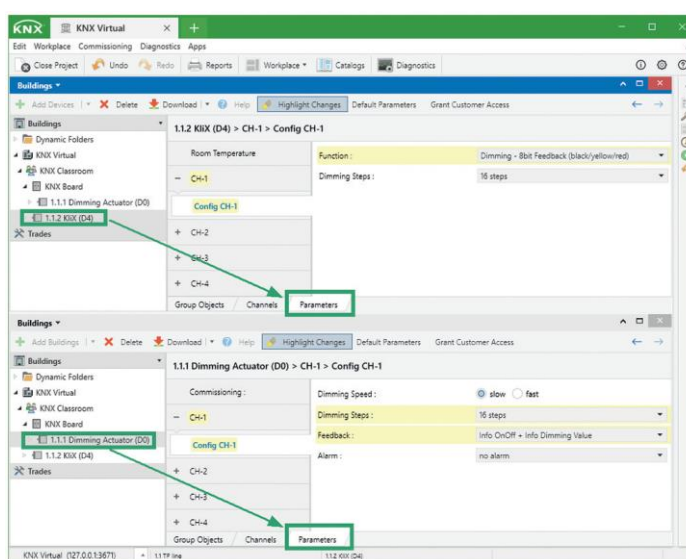 KNX KNX Virtual × +
Edit Workplace Commissioning Diagnostics Apps
Close Project Undo Redo Reports Workplace Catalogs Diagnostics
Buildings
Add Devices Delete Download Help Highlight Changes Default Parameters Grant Customer Access
Buildings
Dynamic Folders
KNX Virtual
KNX Classroom
KNX Board
1.1.1 Dimming Actuator (D0)
1.1.2 KliX (D4)
Trades
1.1.2 KliX (D4) > CH-1 > Config CH-1
Room Temperature
CH-1
Config CH-1
+ CH-2
+ CH-3
+ CH-4
Function : Dimming - 8bit Feedback (black/yellow/red)
Dimming Steps : 16 steps
Group Objects Channels Parameters
Buildings
Add Buildings Delete Download Help Highlight Changes Default Parameters Grant Customer Access
Buildings
Dynamic Folders
KNX Virtual
KNX Classroom
KNX Board
1.1.1 Dimming Actuator (D0)
1.1.2 KliX (D4)
Trades
1.1.1 Dimming Actuator (D0) > CH-1 > Config CH-1
Commissioning :
CH-1
Config CH-1
+ CH-2
+ CH-3
+ CH-4
Dimming Speed : slow fast
Dimming Steps : 16 steps
Feedback : Info OnOff + Info Dimming Value
Alarm : no alarm
Group Objects Channels Parameters
KNX Virtual (127.0.0.1:3671) 1.1 TP line 1.1.2 KliX (D4)